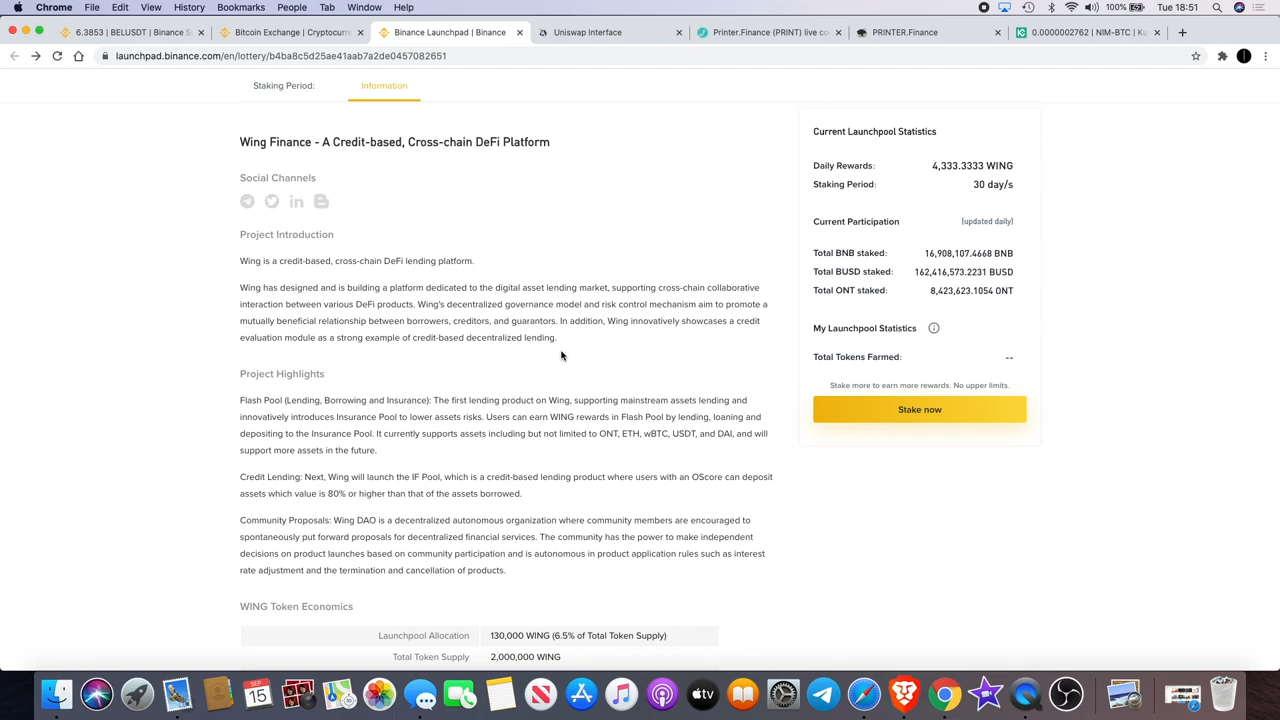 Chrome File Edit View History Bookmarks People Tab Window Help 100% Tue 18:51
6.3853 | BELUSDT | Binance S
Bitcoin Exchange | Cryptocurr
Binance Launchpad | Binance
Uniswap Interface
Printer.Finance (PRINT) live co
PRINTER.Finance
0.0000002762 | NIM-BTC | Ku
launchpad.binance.com/en/lottery/b4ba8c5d25ae41aab7a2de0457082651
Staking Period: Information
Wing Finance - A Credit-based, Cross-chain DeFi Platform
Social Channels
Project Introduction
Wing is a credit-based, cross-chain DeFi lending platform.
Wing has designed and is building a platform dedicated to the digital asset lending market, supporting cross-chain collaborative
interaction between various DeFi products. Wing's decentralized governance model and risk control mechanism aim to promote a
mutually beneficial relationship between borrowers, creditors, and guarantors. In addition, Wing innovatively showcases a credit
evaluation module as a strong example of credit-based decentralized lending.
Project Highlights
Flash Pool (Lending, Borrowing and Insurance): The first lending product on Wing, supporting mainstream assets lending and
innovatively introduces Insurance Pool to lower assets risks. Users can earn WING rewards in Flash Pool by lending, loaning and
depositing to the Insurance Pool. It currently supports assets including but not limited to ONT, ETH, wBTC, USDT, and DAI, and will
support more assets in the future.
Credit Lending: Next, Wing will launch the IF Pool, which is a credit-based lending product where users with an OScore can deposit
assets which value is 80% or higher than that of the assets borrowed.
Community Proposals: Wing DAO is a decentralized autonomous organization where community members are encouraged to
spontaneously put forward proposals for decentralized financial services. The community has the power to make independent
decisions on product launches based on community participation and is autonomous in product application rules such as interest
rate adjustment and the termination and cancellation of products.
WING Token Economics
Launchpool Allocation 130,000 WING (6.5% of Total Token Supply)
Total Token Supply 2,000,000 WING
Current Launchpool Statistics
Daily Rewards: 4,333.3333 WING
Staking Period: 30 day/s
Current Participation (updated daily)
Total BNB staked: 16,908,107.4668 BNB
Total BUSD staked: 162,416,573.2231 BUSD
Total ONT staked: 8,423,623.1054 ONT
My Launchpool Statistics
Total Tokens Farmed: --
Stake more to earn more rewards. No upper limits.
Stake now
SEP
15
tv